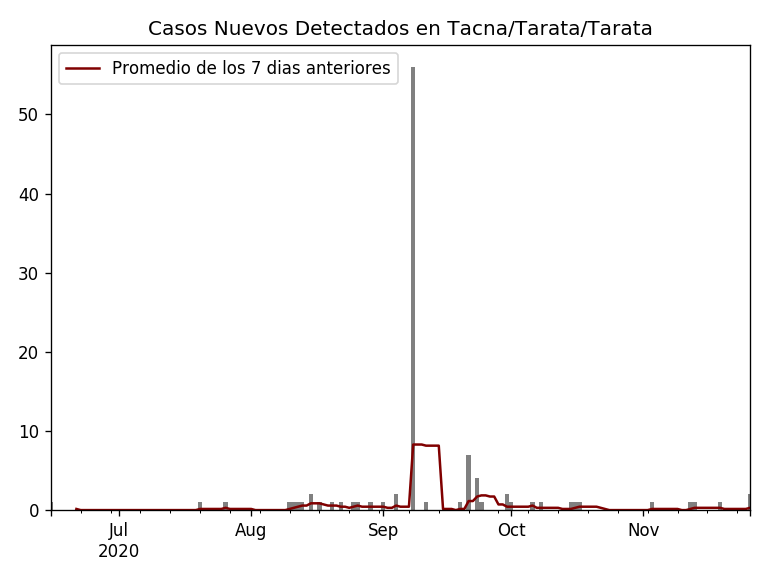 Casos Nuevos Detectados en Tacna/Tarata/Tarata
Promedio de los 7 dias anteriores
50
40
30
20
10
0
Jul Aug Sep Oct Nov
2020